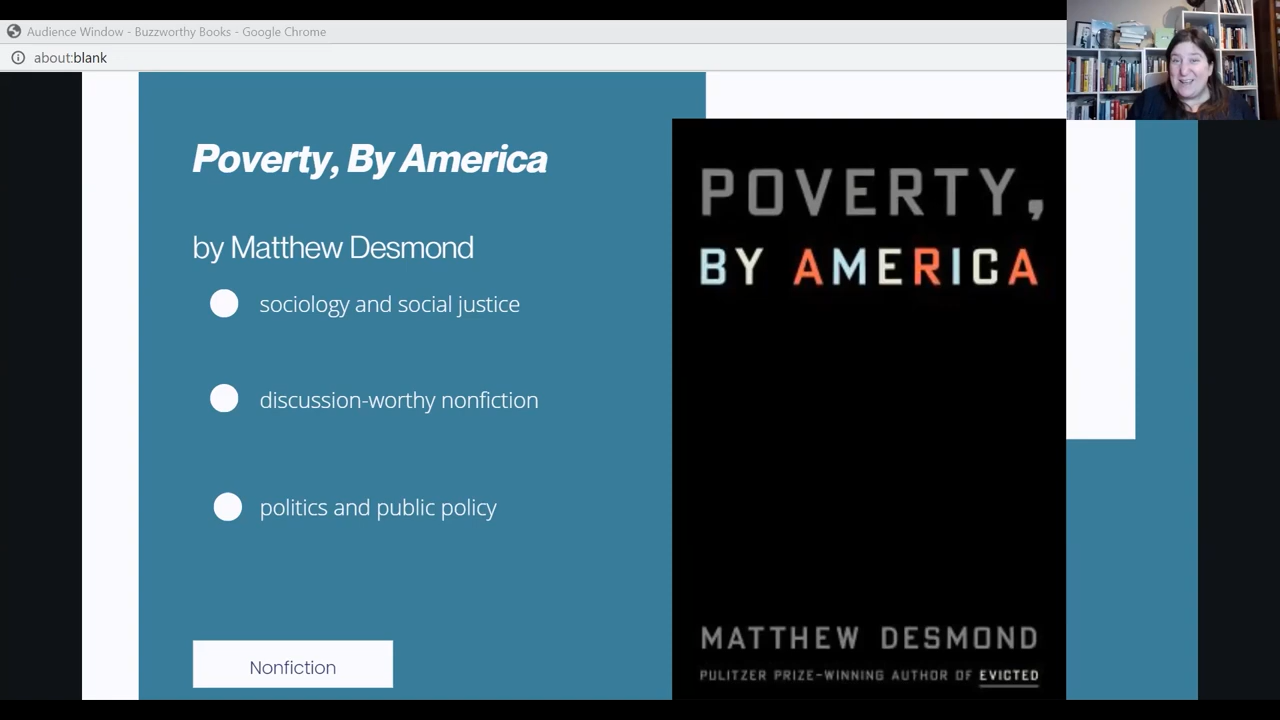 Audience Window - Buzzworthy Books - Google Chrome
about:blank
Poverty, By America
by Matthew Desmond
sociology and social justice
discussion-worthy nonfiction
politics and public policy
Nonfiction
POVERTY,
BY AMERICA
MATTHEW DESMOND
PULITZER PRIZE-WINNING AUTHOR OF EVICTED